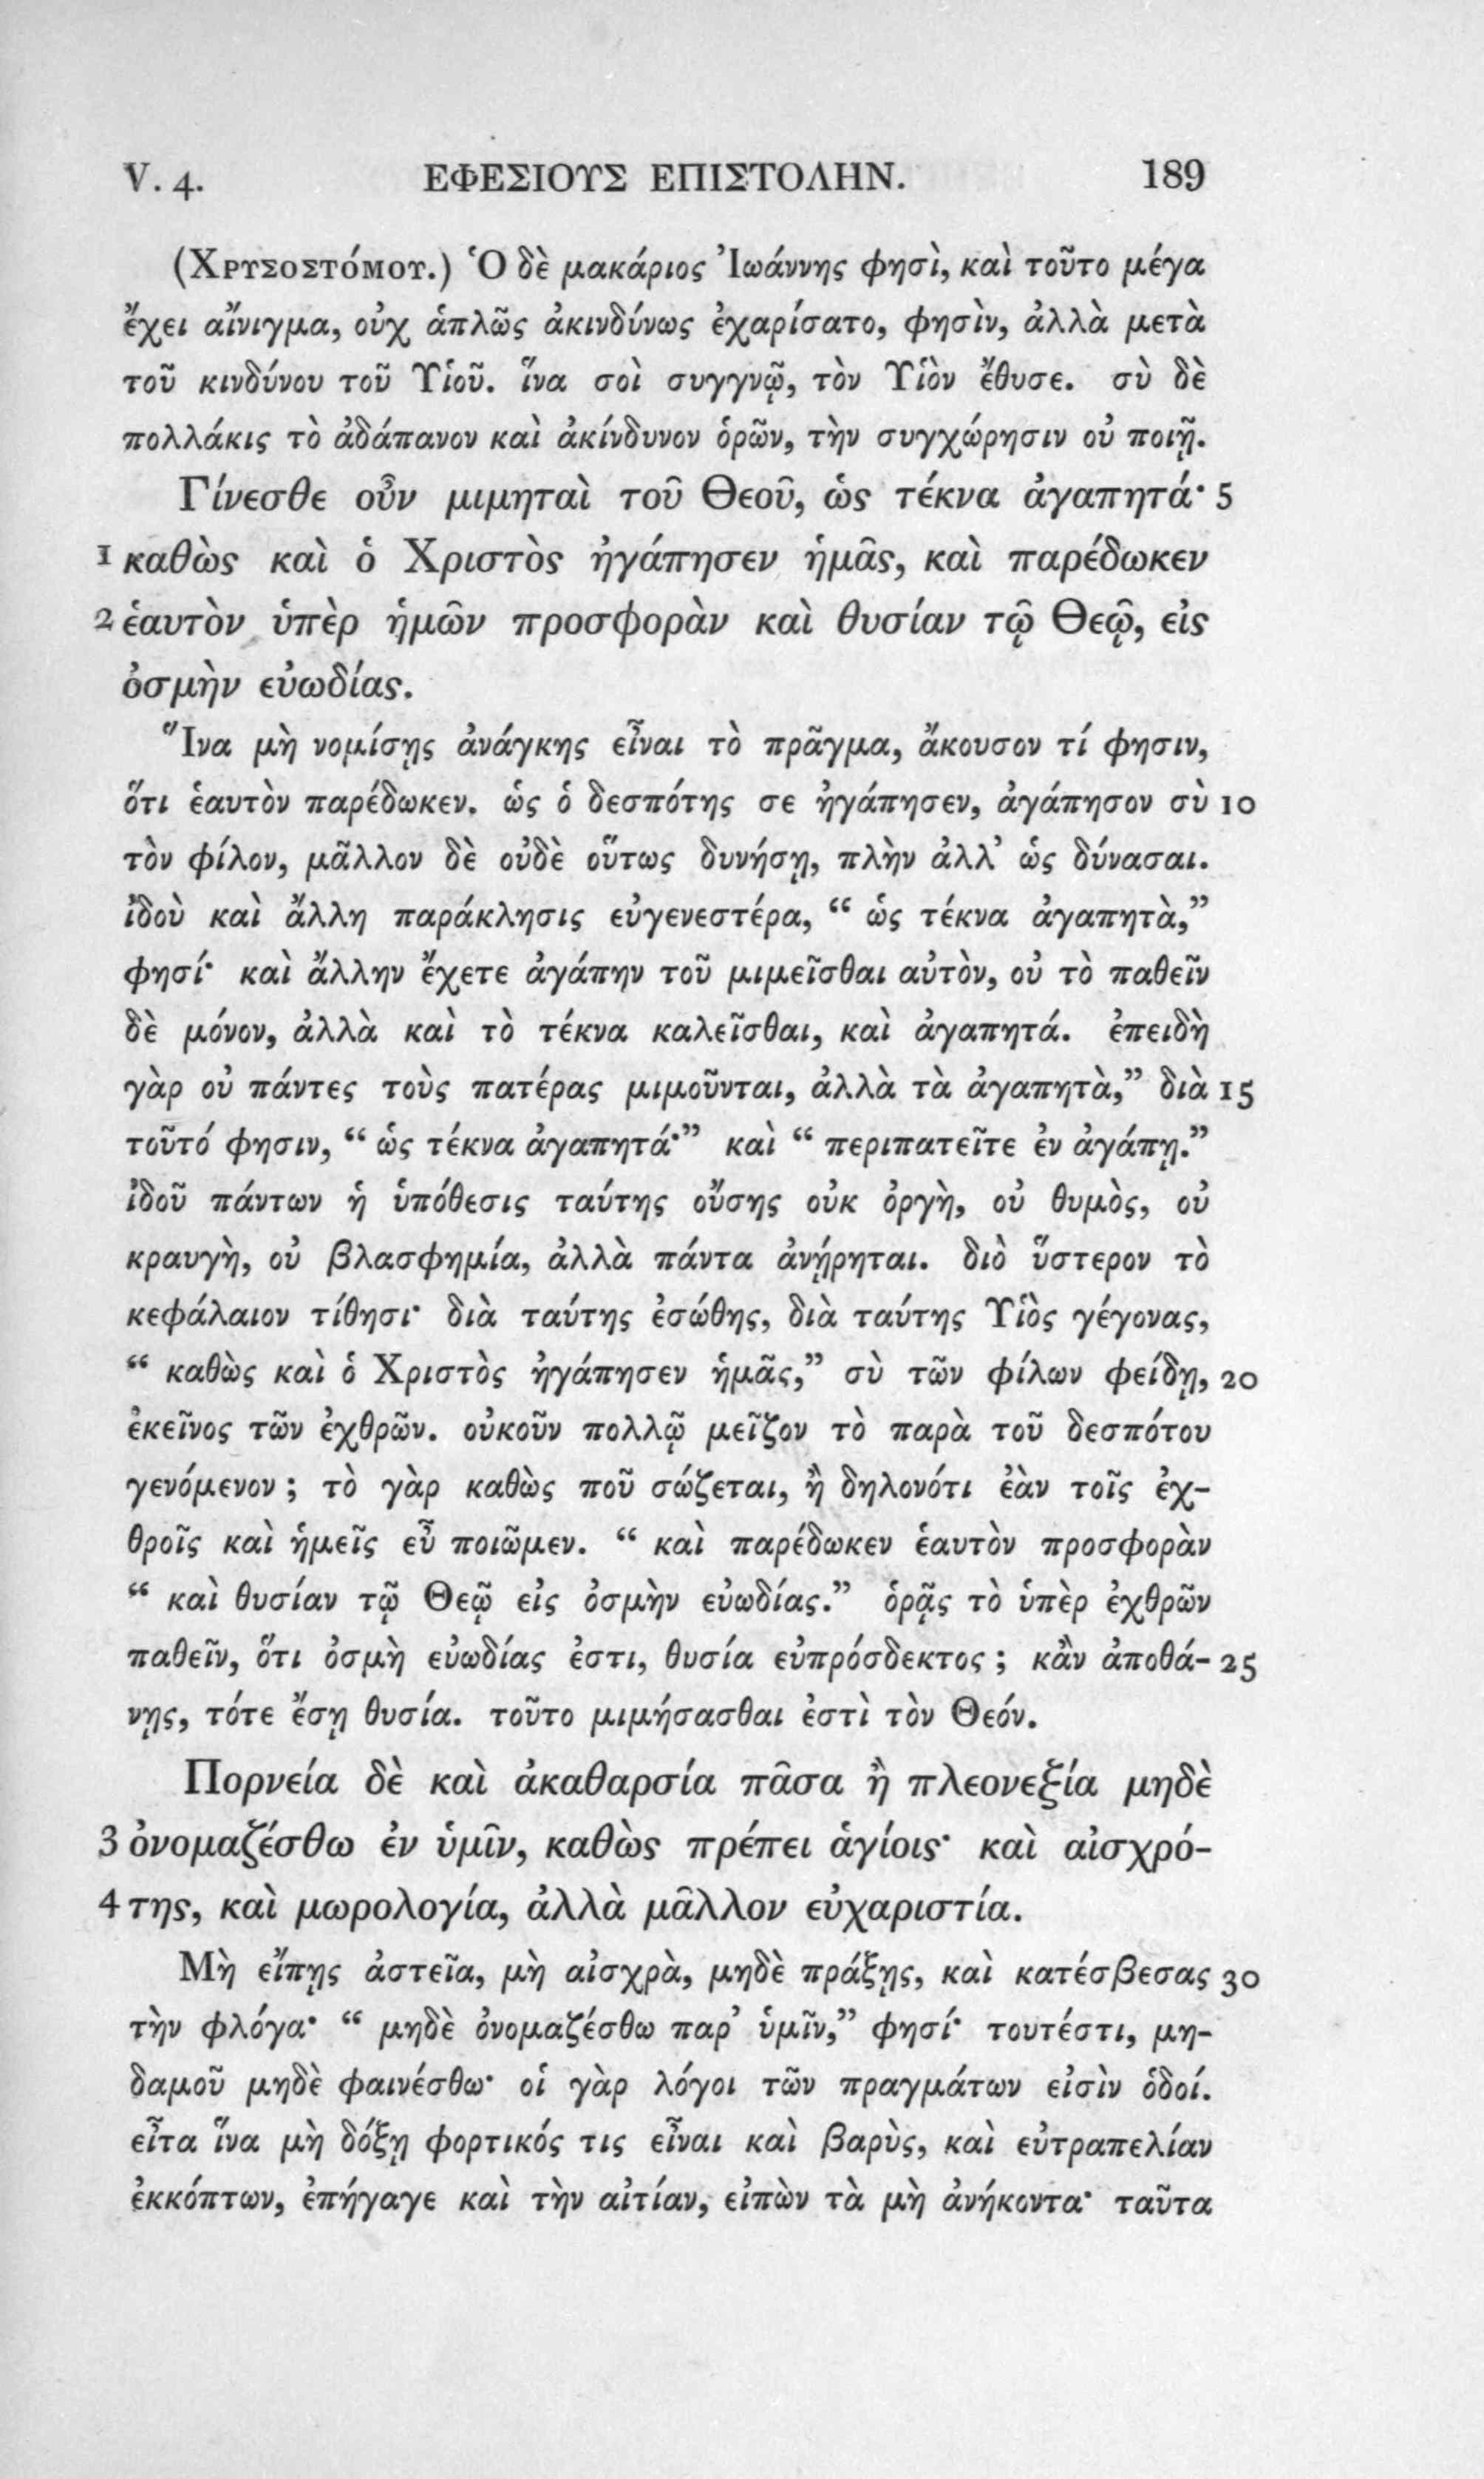 V. 4. ΕΦΕΣΙΟΥΣ ΕΠΙΣΤΟΛΗΝ. 189
(Χρυσοστόμου.) Ὁ δὲ μακάριος Ἰωάννης φησὶ, καὶ τοῦτο μέγα
ἔχει αἴνιγμα, οὐχ ἁπλῶς ἀκινδύνως ἐχαρίσατο, φησὶν, ἀλλὰ μετὰ
τοῦ κινδύνου τοῦ Υἱοῦ. ἵνα σοὶ συγγνῷ, τὸν Υἱὸν ἔθυσε. σὺ δὲ
πολλάκις τὸ ἀδάπανον καὶ ἀκίνδυνον ὁρῶν, τὴν συγχώρησιν οὐ ποιῇ.
Γίνεσθε οὖν μιμηταὶ τοῦ Θεοῦ, ὡς τέκνα ἀγαπητά· 5
1 καθὼς καὶ ὁ Χριστὸς ἠγάπησεν ἡμᾶς, καὶ παρέδωκεν
2 ἑαυτὸν ὑπὲρ ἡμῶν προσφορὰν καὶ θυσίαν τῷ Θεῷ, εἰς
ὀσμὴν εὐωδίας.
Ἵνα μὴ νομίσῃς ἀνάγκης εἶναι τὸ πρᾶγμα, ἄκουσον τί φησιν,
ὅτι ἑαυτὸν παρέδωκεν. ὡς ὁ δεσπότης σε ἠγάπησεν, ἀγάπησον σὺ 10
τὸν φίλον, μᾶλλον δὲ οὐδὲ οὕτως δυνήσῃ, πλὴν ἀλλ’ ὡς δύνασαι.
ἰδοὺ καὶ ἄλλη παράκλησις εὐγενεστέρα, “ ὡς τέκνα ἀγαπητὰ,”
φησί· καὶ ἄλλην ἔχετε ἀγάπην τοῦ μιμεῖσθαι αὐτὸν, οὐ τὸ παθεῖν
δὲ μόνον, ἀλλὰ καὶ τὸ τέκνα καλεῖσθαι, καὶ ἀγαπητά. ἐπειδὴ
γὰρ οὐ πάντες τοὺς πατέρας μιμοῦνται, ἀλλὰ τὰ ἀγαπητὰ,” διὰ 15
τοῦτό φησιν, “ ὡς τέκνα ἀγαπητά·” καὶ “ περιπατεῖτε ἐν ἀγάπῃ.”
ἰδοῦ πάντων ἡ ὑπόθεσις ταύτης οὔσης οὐκ ὀργὴ, οὐ θυμὸς, οὐ
κραυγὴ, οὐ βλασφημία, ἀλλὰ πάντα ἀνῄρηται. διὸ ὕστερον τὸ
κεφάλαιον τίθησι· διὰ ταύτης ἐσώθης, διὰ ταύτης Υἱὸς γέγονας,
“ καθὼς καὶ ὁ Χριστὸς ἠγάπησεν ἡμᾶς,” σὺ τῶν φίλων φείδῃ, 20
ἐκεῖνος τῶν ἐχθρῶν. οὐκοῦν πολλῷ μεῖζον τὸ παρὰ τοῦ δεσπότου
γενόμενον ; τὸ γὰρ καθὼς ποῦ σώζεται, ἢ δηλονότι ἐὰν τοῖς ἐχ-
θροῖς καὶ ἡμεῖς εὖ ποιῶμεν. “ καὶ παρέδωκεν ἑαυτὸν προσφορὰν
“ καὶ θυσίαν τῷ Θεῷ εἰς ὀσμὴν εὐωδίας.” ὁρᾷς τὸ ὑπὲρ ἐχθρῶν
παθεῖν, ὅτι ὀσμὴ εὐωδίας ἐστι, θυσία εὐπρόσδεκτος ; κἂν ἀποθά- 25
νῃς, τότε ἔσῃ θυσία. τοῦτο μιμήσασθαι ἐστὶ τὸν Θεόν.
Πορνεία δὲ καὶ ἀκαθαρσία πᾶσα ἢ πλεονεξία μηδὲ
3 ὀνομαζέσθω ἐν ὑμῖν, καθὼς πρέπει ἁγίοις· καὶ αἰσχρό-
4 της, καὶ μωρολογία, ἀλλὰ μᾶλλον εὐχαριστία.
Μὴ εἴπῃς ἀστεῖα, μὴ αἰσχρὰ, μηδὲ πράξῃς, καὶ κατέσβεσας 30
τὴν φλόγα· “ μηδὲ ὀνομαζέσθω παρ’ ὑμῖν,” φησί· τουτέστι, μη-
δαμοῦ μηδὲ φαινέσθω· οἱ γὰρ λόγοι τῶν πραγμάτων εἰσὶν ὁδοί.
εἶτα ἵνα μὴ δόξῃ φορτικός τις εἶναι καὶ βαρὺς, καὶ εὐτραπελίαν
ἐκκόπτων, ἐπήγαγε καὶ τὴν αἰτίαν, εἰπὼν τὰ μὴ ἀνήκοντα· ταῦτα